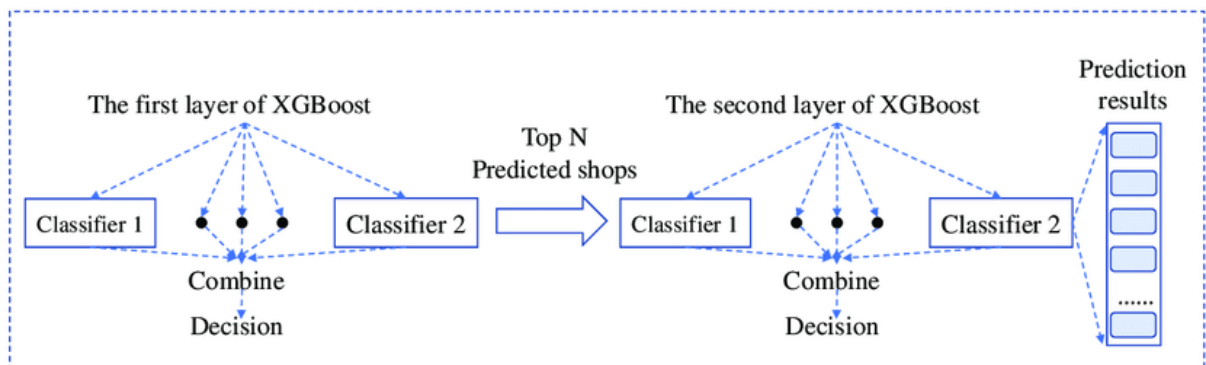 The first layer of XGBoost
Classifier 1
Classifier 2
Combine
Decision
Top N
Predicted shops
The second layer of XGBoost
Classifier 1
Classifier 2
Combine
Decision
Prediction
results
......